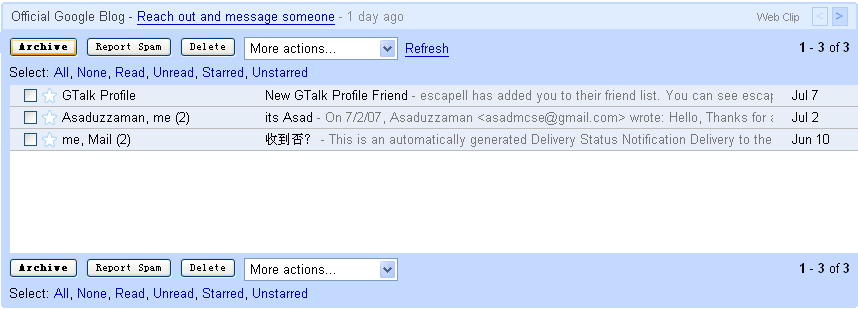 Official Google Blog - Reach out and message someone - 1 day ago Web Clip < >
Archive Report Spam Delete More actions... Refresh 1 - 3 of 3
Select: All, None, Read, Unread, Starred, Unstarred
GTalk Profile New GTalk Profile Friend - escapell has added you to their friend list. You can see escap Jul 7
Asaduzzaman, me (2) its Asad - On 7/2/07, Asaduzzaman <asadmcse@gmail.com> wrote: Hello, Thanks for a Jul 2
me, Mail (2) 收到否? - This is an automatically generated Delivery Status Notification Delivery to the Jun 10
Archive Report Spam Delete More actions... 1 - 3 of 3
Select: All, None, Read, Unread, Starred, Unstarred